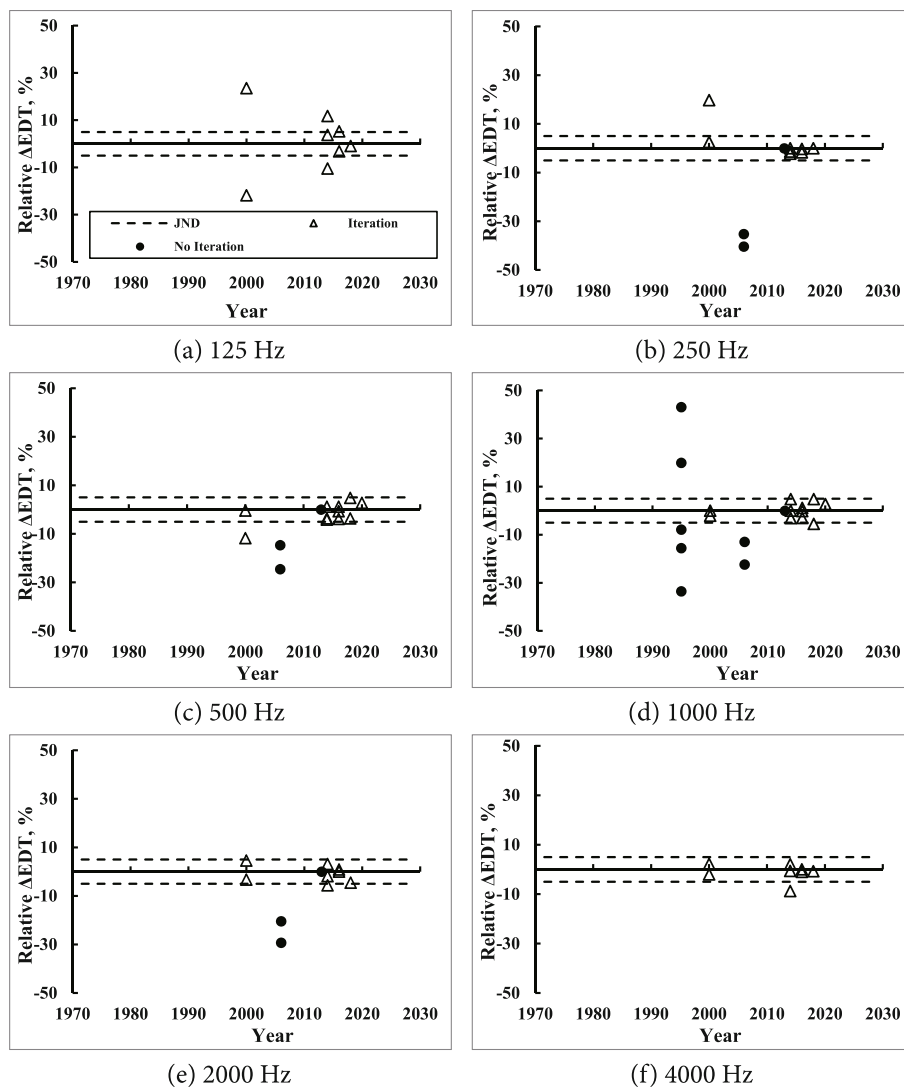 50
30
10
-10
-30
-50
Relative ΔEDT, %
JND
Iteration
No Iteration
1970 1980 1990 2000 2010 2020 2030
Year
(a) 125 Hz
50
30
10
-10
-30
-50
Relative ΔEDT, %
1970 1980 1990 2000 2010 2020 2030
Year
(b) 250 Hz
50
30
10
-10
-30
-50
Relative ΔEDT, %
1970 1980 1990 2000 2010 2020 2030
Year
(c) 500 Hz
50
30
10
-10
-30
-50
Relative ΔEDT, %
1970 1980 1990 2000 2010 2020 2030
Year
(d) 1000 Hz
50
30
10
-10
-30
-50
Relative ΔEDT, %
1970 1980 1990 2000 2010 2020 2030
Year
(e) 2000 Hz
50
30
10
-10
-30
-50
Relative ΔEDT, %
1970 1980 1990 2000 2010 2020 2030
Year
(f) 4000 Hz